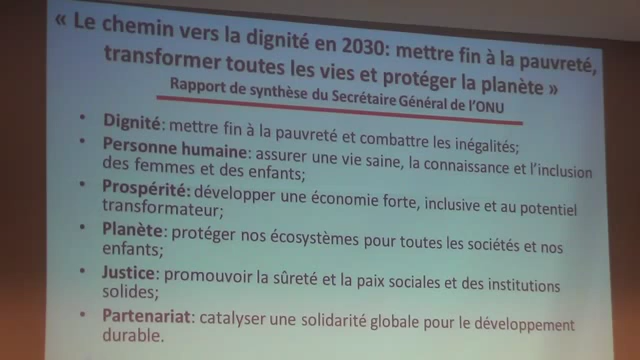 « Le chemin vers la dignité en 2030: mettre fin à la pauvreté,
transformer toutes les vies et protéger la planète »
Rapport de synthèse du Secrétaire Général de l'ONU
• Dignité: mettre fin à la pauvreté et combattre les inégalités;
• Personne humaine: assurer une vie saine, la connaissance et l'inclusion
des femmes et des enfants;
• Prospérité: développer une économie forte, inclusive et au potentiel
transformateur;
• Planète: protéger nos écosystèmes pour toutes les sociétés et nos
enfants;
• Justice: promouvoir la sûreté et la paix sociales et des institutions
solides;
• Partenariat: catalyser une solidarité globale pour le développement
durable.